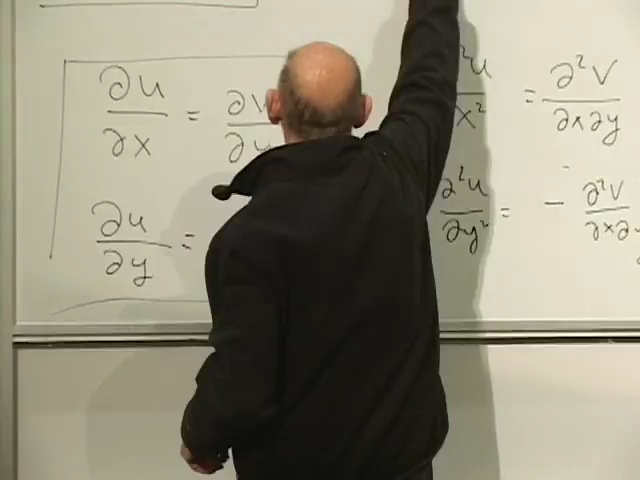 ∂u/∂x = ∂v/∂y
∂²u/∂x² = ∂²v/∂x∂y
∂u/∂y =
∂²u/∂y² = - ∂²v/∂x∂